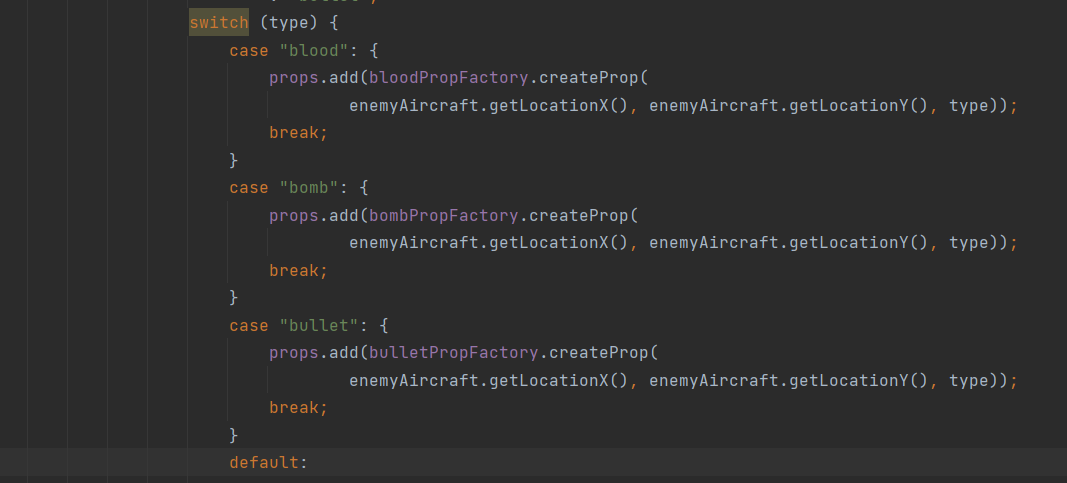 switch (type) {
case "blood": {
props.add(bloodPropFactory.createProp(
enemyAircraft.getLocationX(), enemyAircraft.getLocationY(), type));
break;
}
case "bomb": {
props.add(bombPropFactory.createProp(
enemyAircraft.getLocationX(), enemyAircraft.getLocationY(), type));
break;
}
case "bullet": {
props.add(bulletPropFactory.createProp(
enemyAircraft.getLocationX(), enemyAircraft.getLocationY(), type));
break;
}
default: